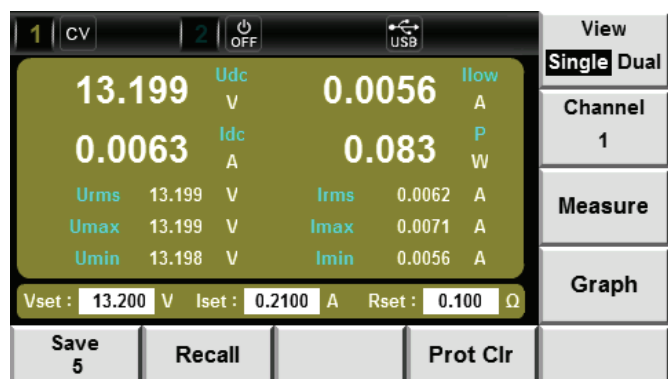 1 CV 2 OFF USB View
Single Dual
13.199 Udc V 0.0056 Ilow A
Channel
1
0.0063 Idc A 0.083 P W
Urms 13.199 V Irms 0.0062 A
Measure
Umax 13.199 V Imax 0.0071 A
Umin 13.198 V Imin 0.0056 A
Graph
Vset : 13.200 V Iset : 0.2100 A Rset : 0.100 Ω
Save
5
Recall Prot Clr